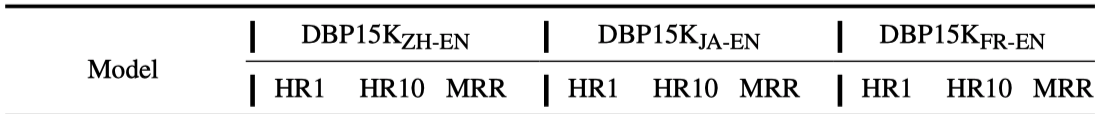 Model DBP15KZH-EN DBP15KJA-EN DBP15KFR-EN
HR1 HR10 MRR HR1 HR10 MRR HR1 HR10 MRR